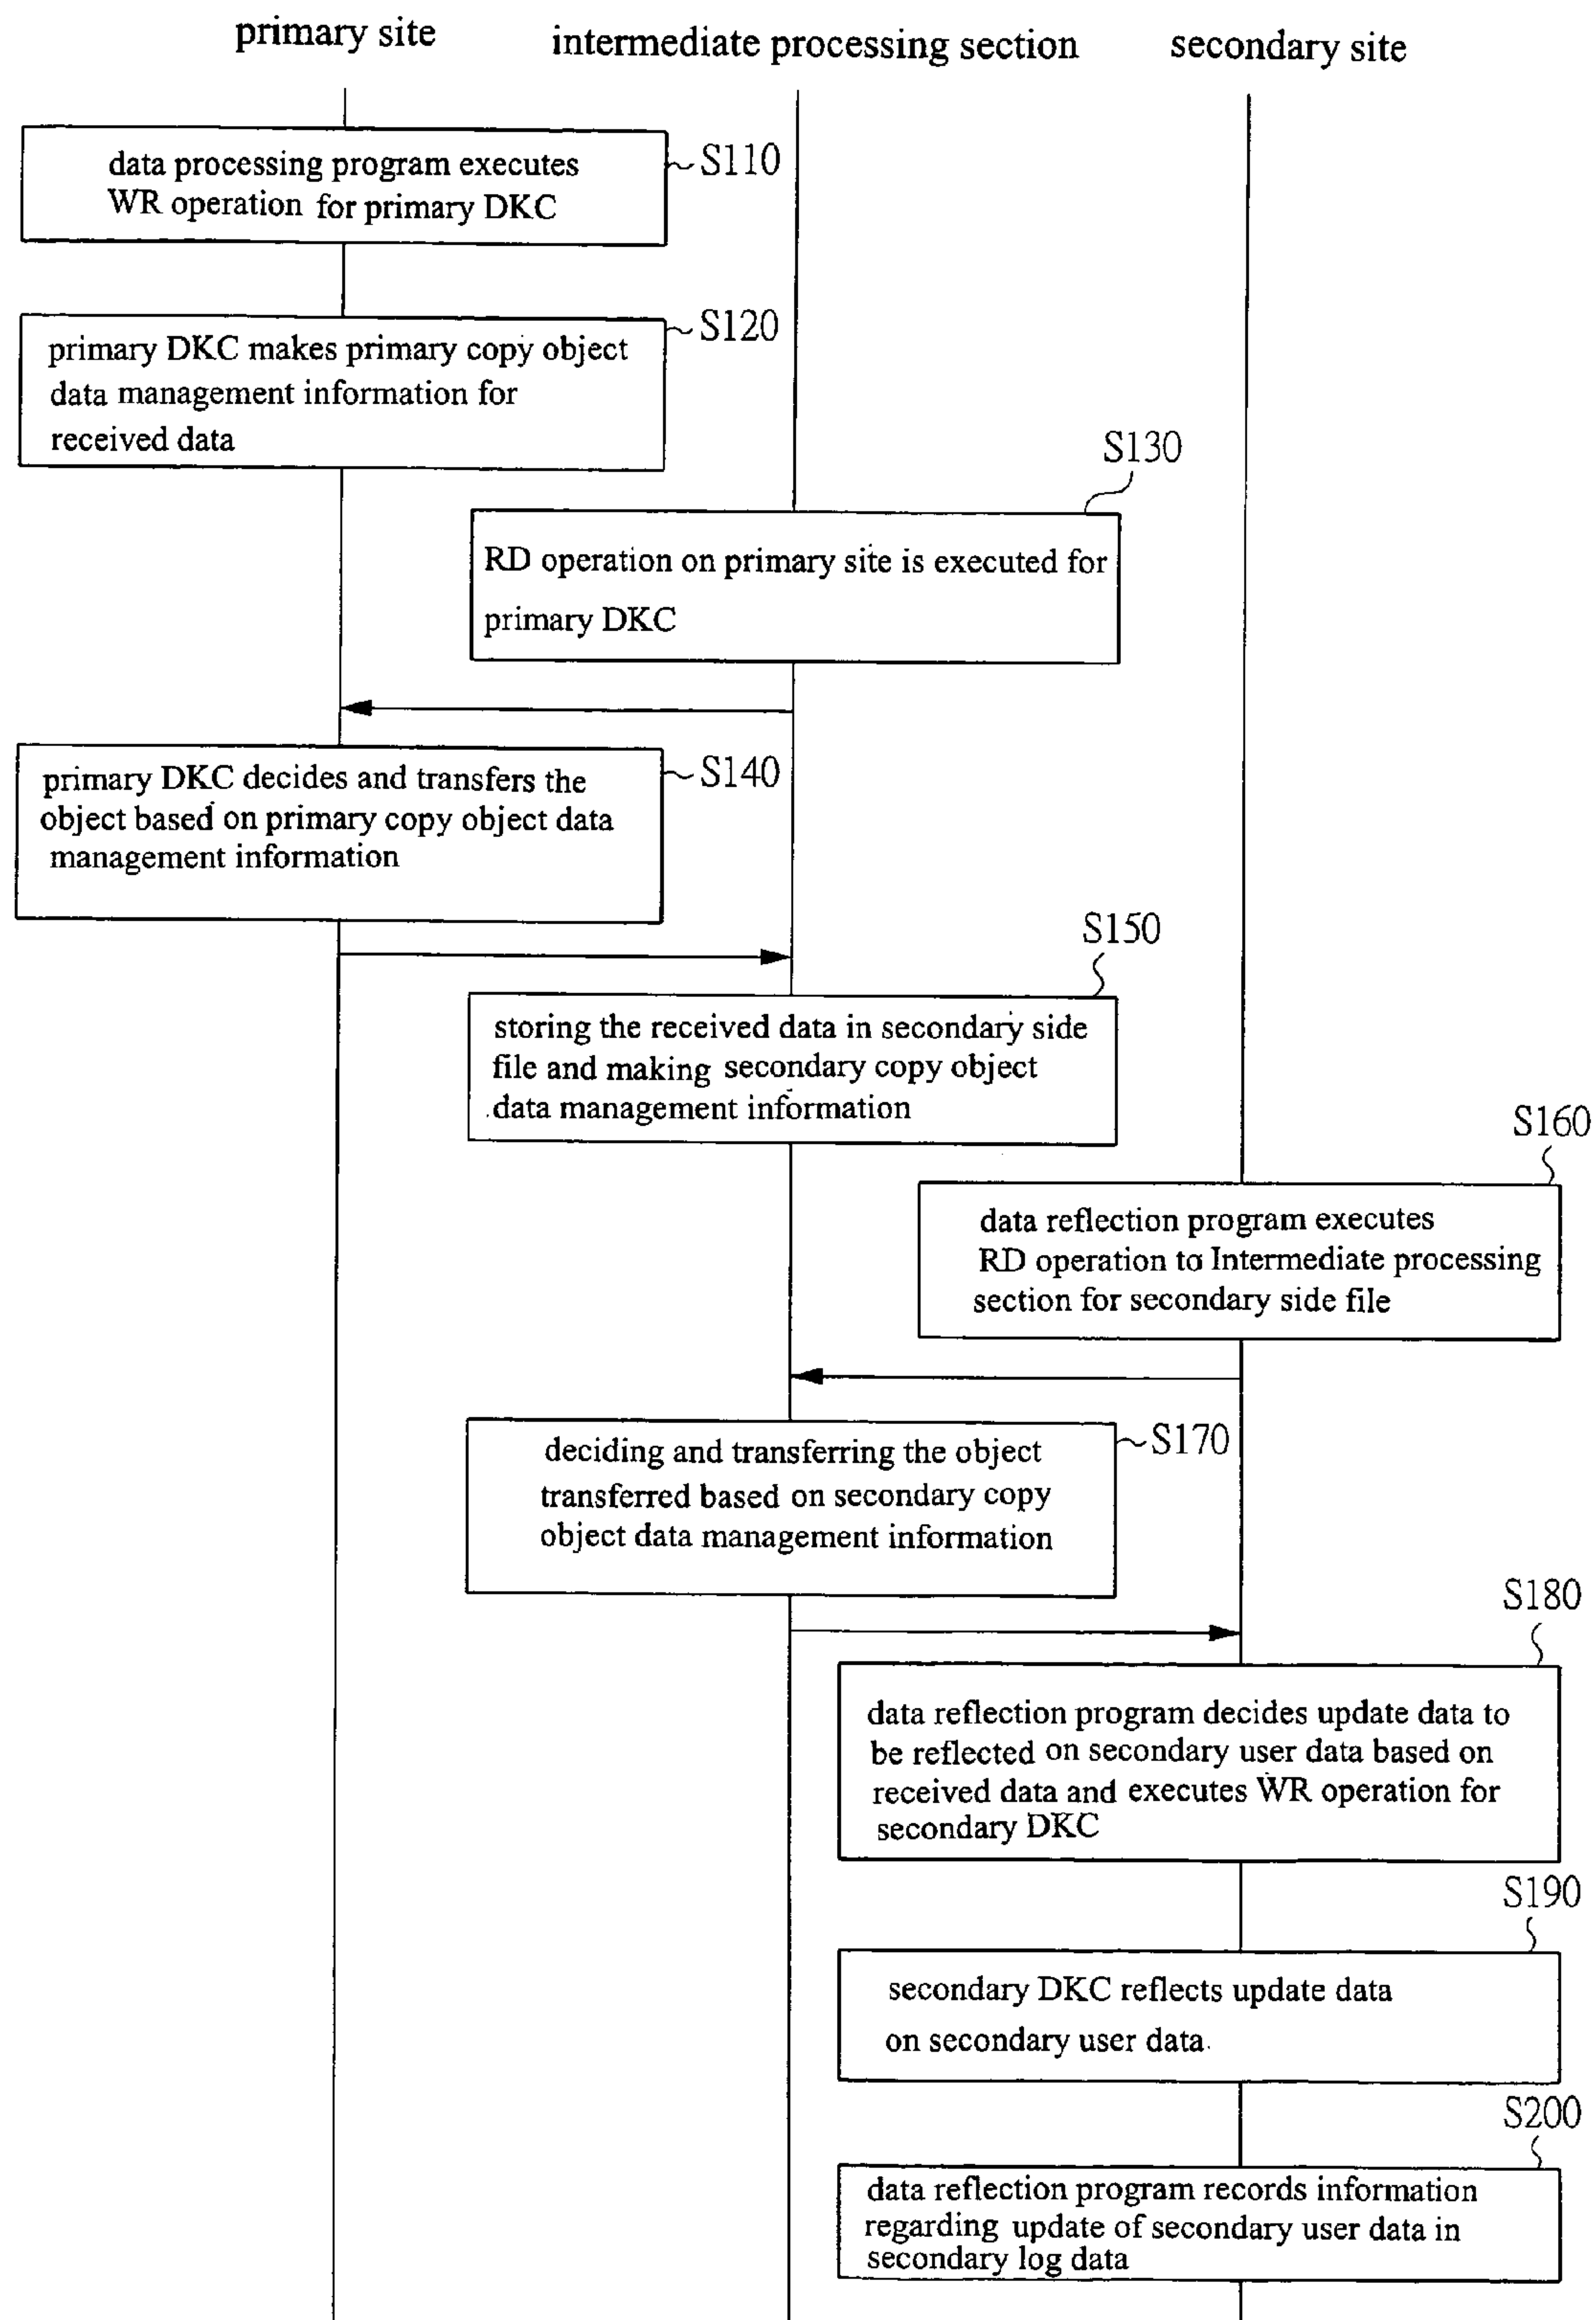 primary site
intermediate processing section
secondary site
data processing program executes
WR operation for primary DKC
S110
primary DKC makes primary copy object
data management information for
received data
S120
S130
RD operation on primary site is executed for
primary DKC
primary DKC decides and transfers the
object based on primary copy object data
management information
S140
S150
storing the received data in secondary side
file and making secondary copy object
data management information
S160
data reflection program executes
RD operation to Intermediate processing
section for secondary side file
deciding and transferring the object
transferred based on secondary copy
object data management information
S170
S180
data reflection program decides update data to
be reflected on secondary user data based on
received data and executes WR operation for
secondary DKC
S190
secondary DKC reflects update data
on secondary user data
S200
data reflection program records information
regarding update of secondary user data in
secondary log data